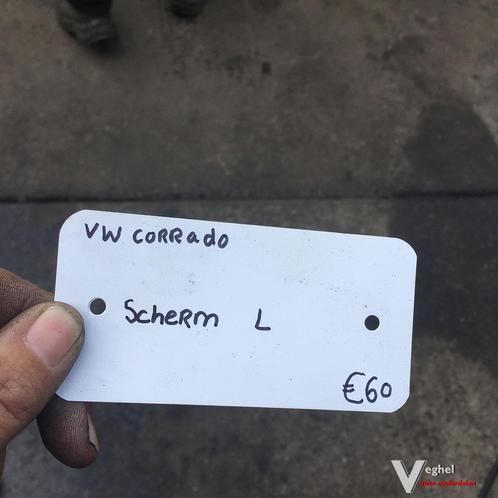 VW CORRado
ScheRm L
€60
Veghel